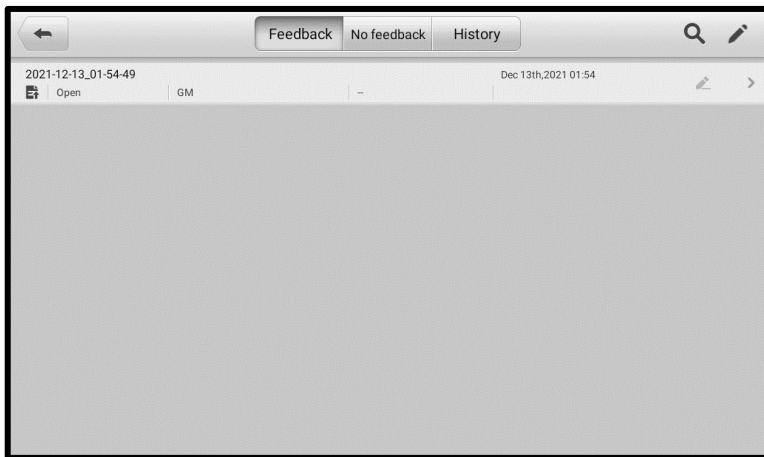 Feedback No feedback History
2021-12-13_01-54-49 Dec 13th,2021 01:54
Open GM --